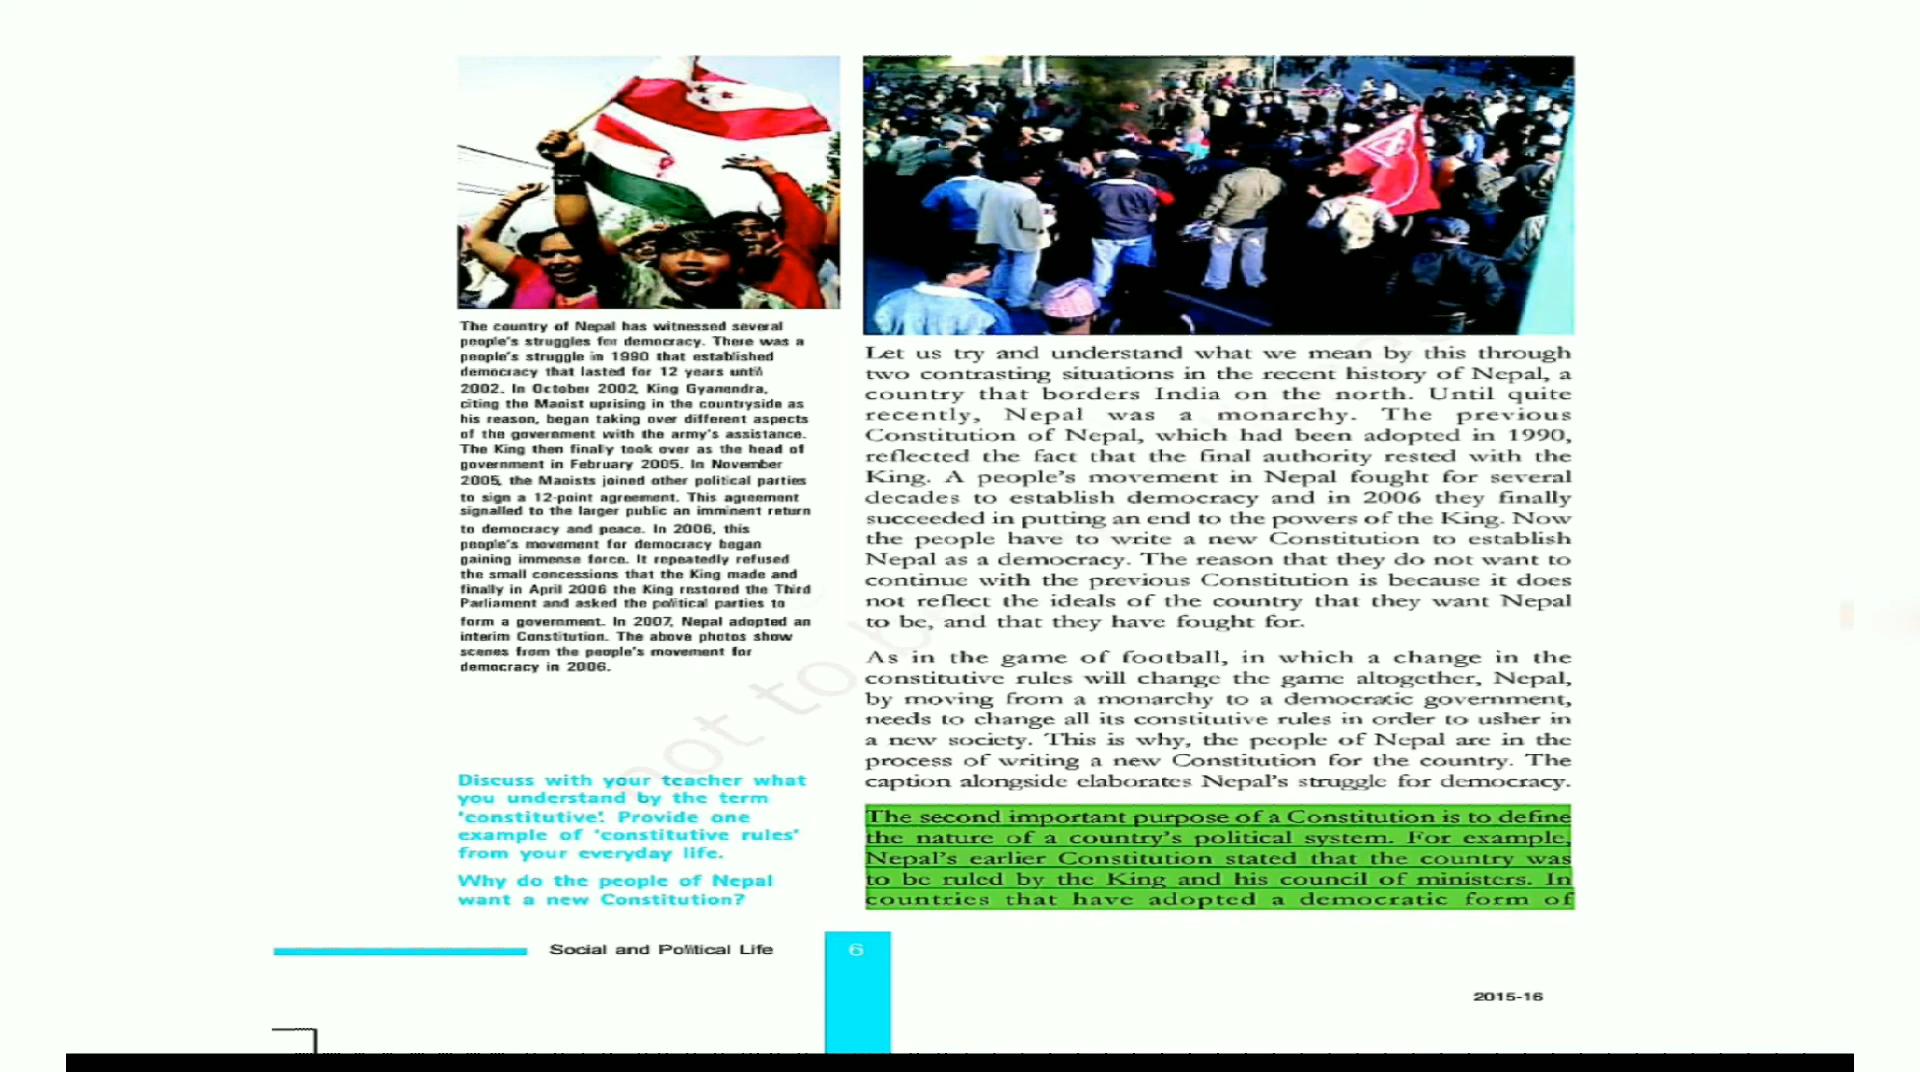 The country of Nepal has witnessed several
people's struggles for democracy. There was a
people's struggle in 1990 that established
democracy that lasted for 12 years until
2002. In October 2002, King Gyanendra,
citing the Maoist uprising in the countryside as
his reason, began taking over different aspects
of the government with the army's assistance.
The King then finally took over as the head of
government in February 2005. In November
2005, the Maoists joined other political parties
to sign a 12-point agreement. This agreement
signalled to the larger public an imminent return
to democracy and peace. In 2006, this
people's movement for democracy began
gaining immense force. It repeatedly refused
the small concessions that the King made and
finally in April 2006 the King restored the Third
Parliament and asked the political parties to
form a government. In 2007, Nepal adopted an
interim Constitution. The above photos show
scenes from the people's movement for
democracy in 2006.
Discuss with your teacher what
you understand by the term
'constitutive'. Provide one
example of 'constitutive rules'
from your everyday life.
Why do the people of Nepal
want a new Constitution?
Let us try and understand what we mean by this through
two contrasting situations in the recent history of Nepal, a
country that borders India on the north. Until quite
recently, Nepal was a monarchy. The previous
Constitution of Nepal, which had been adopted in 1990,
reflected the fact that the final authority rested with the
King. A people's movement in Nepal fought for several
decades to establish democracy and in 2006 they finally
succeeded in putting an end to the powers of the King. Now
the people have to write a new Constitution to establish
Nepal as a democracy. The reason that they do not want to
continue with the previous Constitution is because it does
not reflect the ideals of the country that they want Nepal
to be, and that they have fought for.
As in the game of football, in which a change in the
constitutive rules will change the game altogether, Nepal,
by moving from a monarchy to a democratic government,
needs to change all its constitutive rules in order to usher in
a new society. This is why, the people of Nepal are in the
process of writing a new Constitution for the country. The
caption alongside elaborates Nepal's struggle for democracy.
The second important purpose of a Constitution is to define
the nature of a country's political system. For example,
Nepal's earlier Constitution stated that the country was
to be ruled by the King and his council of ministers. In
countries that have adopted a democratic form of
Social and Political Life
6
2015-16
not to b